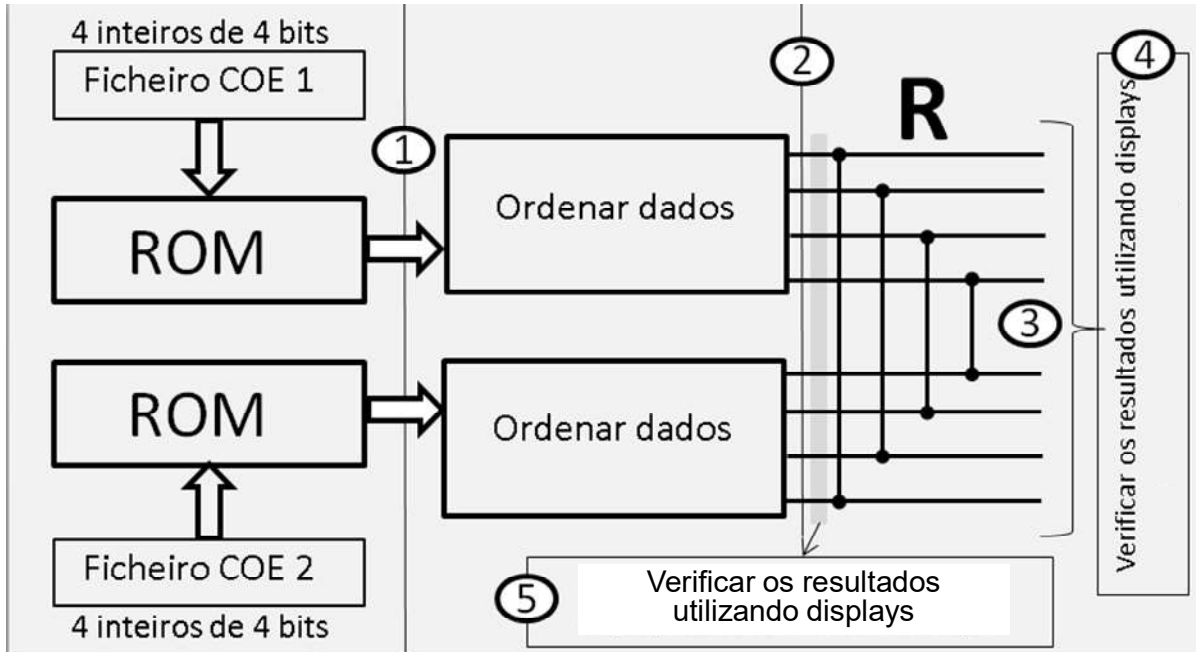 4 inteiros de 4 bits
Ficheiro COE 1
ROM
1
Ordenar dados
2
R
3
4
Verificar os resultados utilizando displays
ROM
Ordenar dados
Ficheiro COE 2
4 inteiros de 4 bits
5
Verificar os resultados
utilizando displays